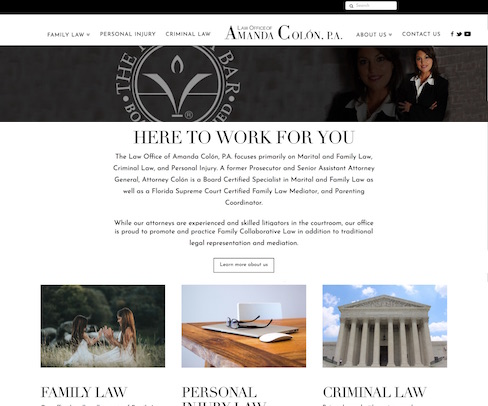 Search
FAMILY LAW
PERSONAL INJURY
CRIMINAL LAW
LAW OFFICE OF
AMANDA COLÓN, P.A.
ABOUT US
CONTACT US
THE
BAR
HERE TO WORK FOR YOU
The Law Office of Amanda Colón, P.A. focuses primarily on Marital and Family Law,
Criminal Law, and Personal Injury. A former Prosecutor and Senior Assistant Attorney
General, Attorney Colón is a Board Certified Specialist in Marital and Family Law as
well as a Florida Supreme Court Certified Family Law Mediator, and Parenting
Coordinator.
While our attorneys are experienced and skilled litigators in the courtroom, our office
is proud to promote and practice Family Collaborative Law in addition to traditional
legal representation and mediation.
Learn more about us
FAMILY LAW
PERSONAL
INJURY LAW
CRIMINAL LAW